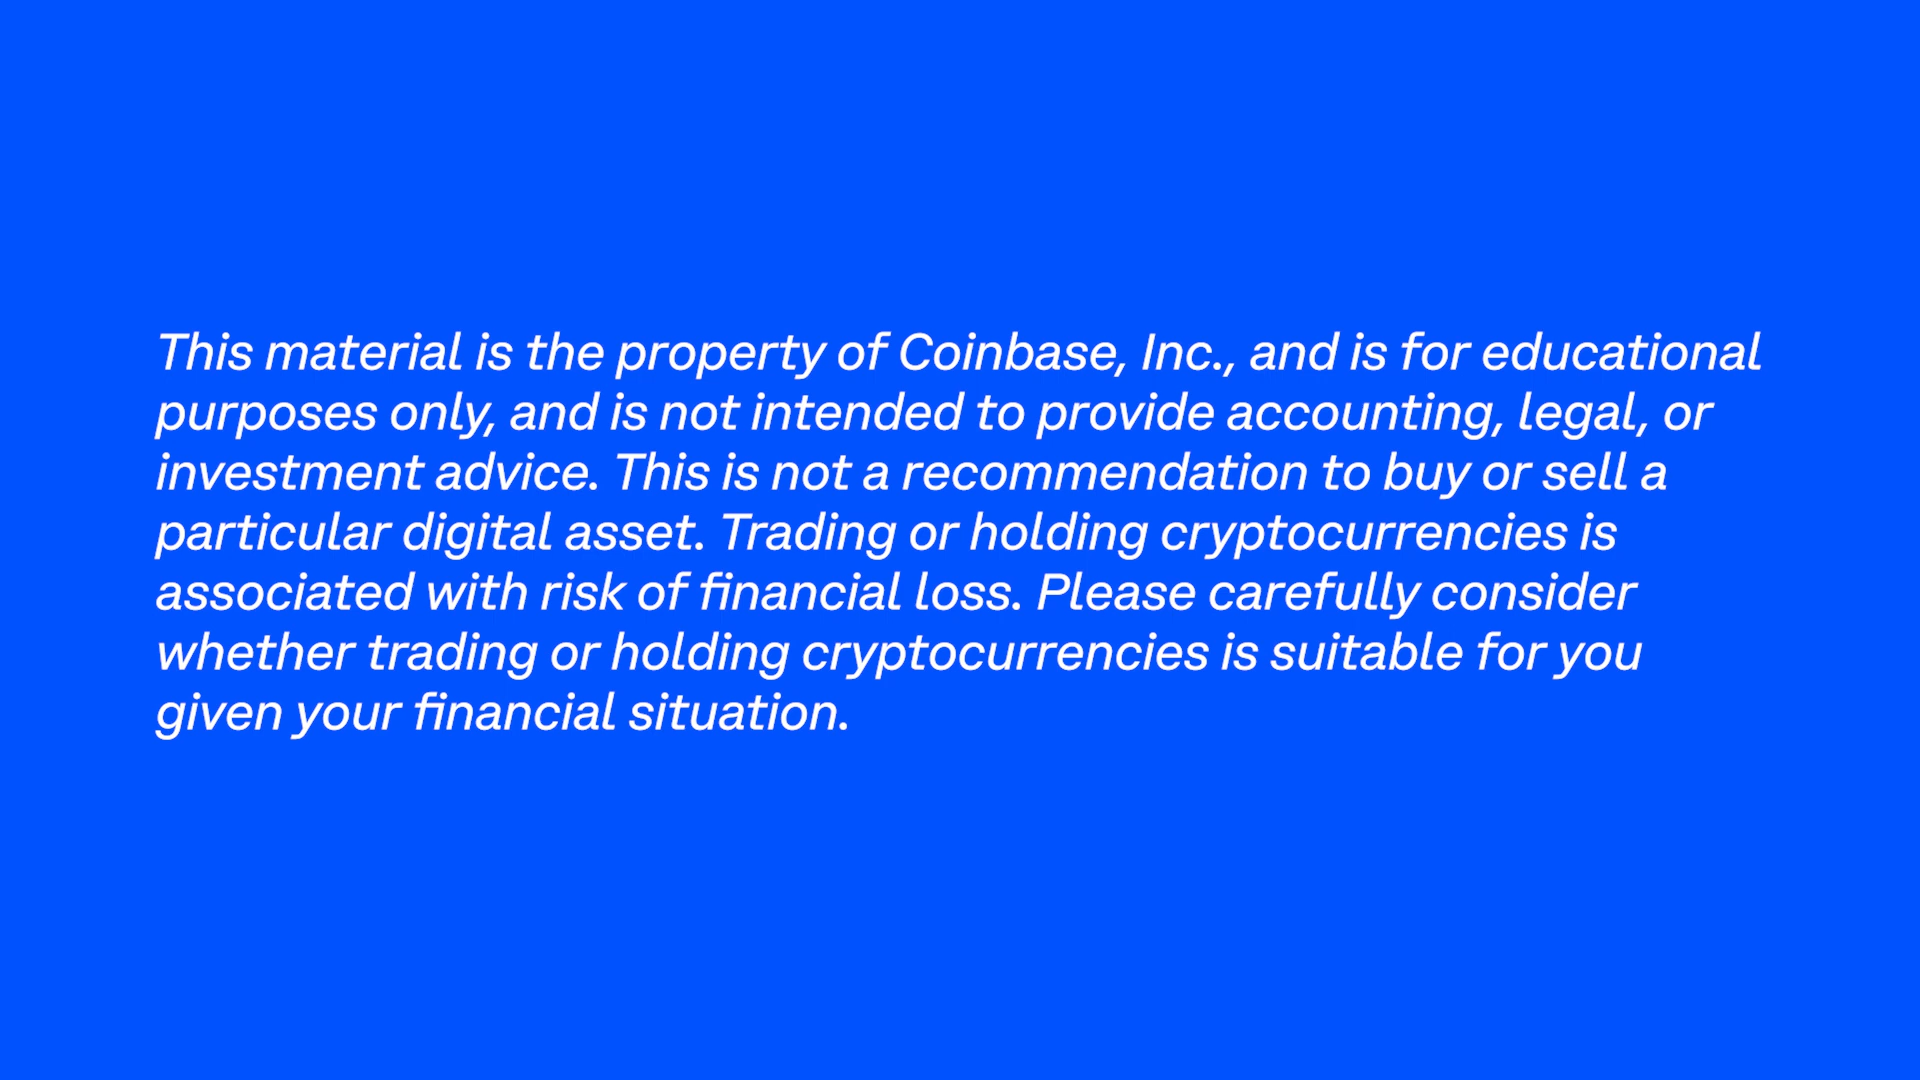 This material is the property of Coinbase, Inc., and is for educational
purposes only, and is not intended to provide accounting, legal, or
investment advice. This is not a recommendation to buy or sell a
particular digital asset. Trading or holding cryptocurrencies is
associated with risk of financial loss. Please carefully consider
whether trading or holding cryptocurrencies is suitable for you
given your financial situation.